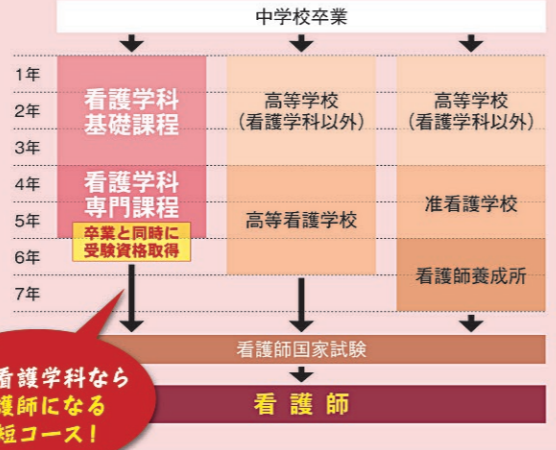 中学校卒業
1年
2年
3年
4年
5年
6年
7年
看護学科
基礎課程
看護学科
専門課程
卒業と同時に
受験資格取得
高等学校
(看護学科以外)
高等看護学校
高等学校
(看護学科以外)
准看護学校
看護師養成所
看護師国家試験
看護師
看護学科なら
護師になる
短コース!